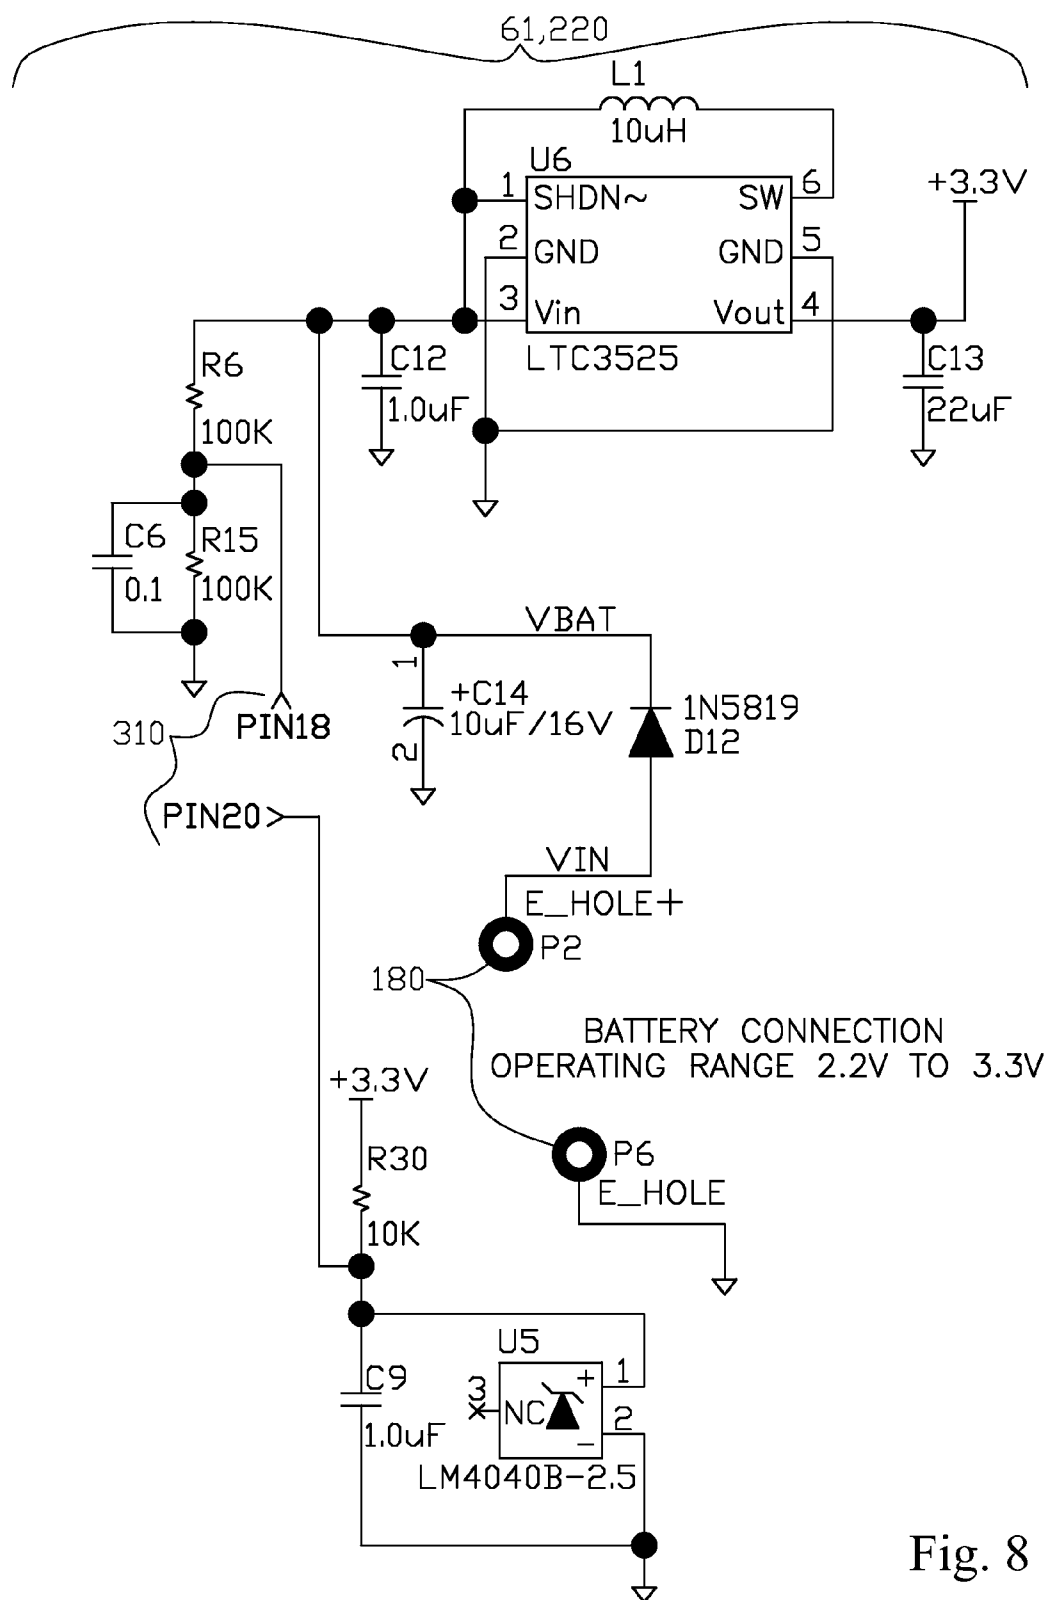 61,220
L1
10uH
U6
1 SHDN~ SW 6
2 GND GND 5
3 Vin Vout 4
LTC3525
+3.3V
R6
100K
C12
1.0uF
C13
22uF
C6
0.1
R15
100K
VBAT
1
+C14
10uF/16V
2
1N5819
D12
310
PIN18
PIN20
VIN
E_HOLE+
P2
180
BATTERY CONNECTION
OPERATING RANGE 2.2V TO 3.3V
P6
E_HOLE
+3.3V
R30
10K
U5
C9
1.0uF
3 NC + 1
- 2
LM4040B-2.5
Fig. 8